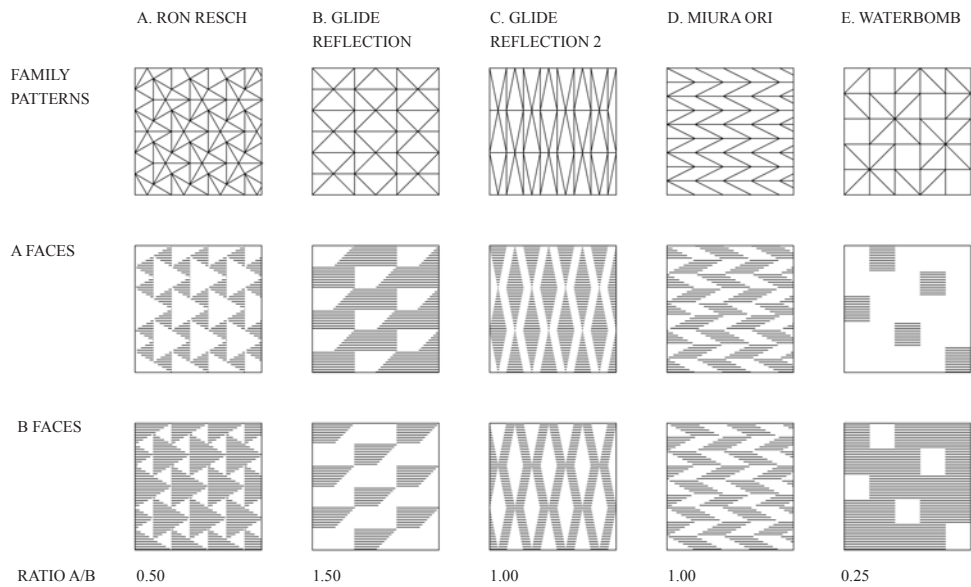 A. RON RESCH
B. GLIDE
REFLECTION
C. GLIDE
REFLECTION 2
D. MIURA ORI
E. WATERBOMB
FAMILY
PATTERNS
A FACES
B FACES
RATIO A/B 0.50 1.50 1.00 1.00 0.25